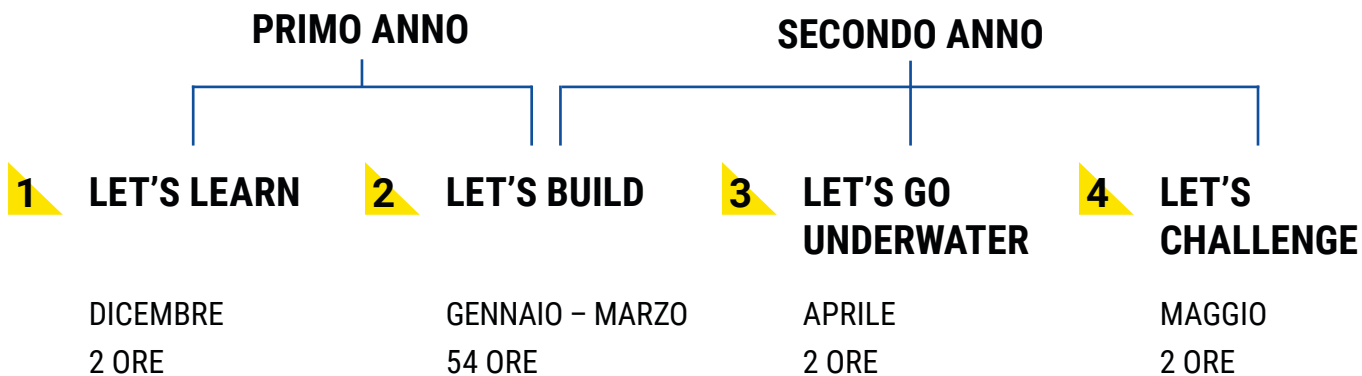 PRIMO ANNO
SECONDO ANNO
1 LET’S LEARN
DICEMBRE
2 ORE
2 LET’S BUILD
GENNAIO – MARZO
54 ORE
3 LET’S GO
UNDERWATER
APRILE
2 ORE
4 LET’S
CHALLENGE
MAGGIO
2 ORE